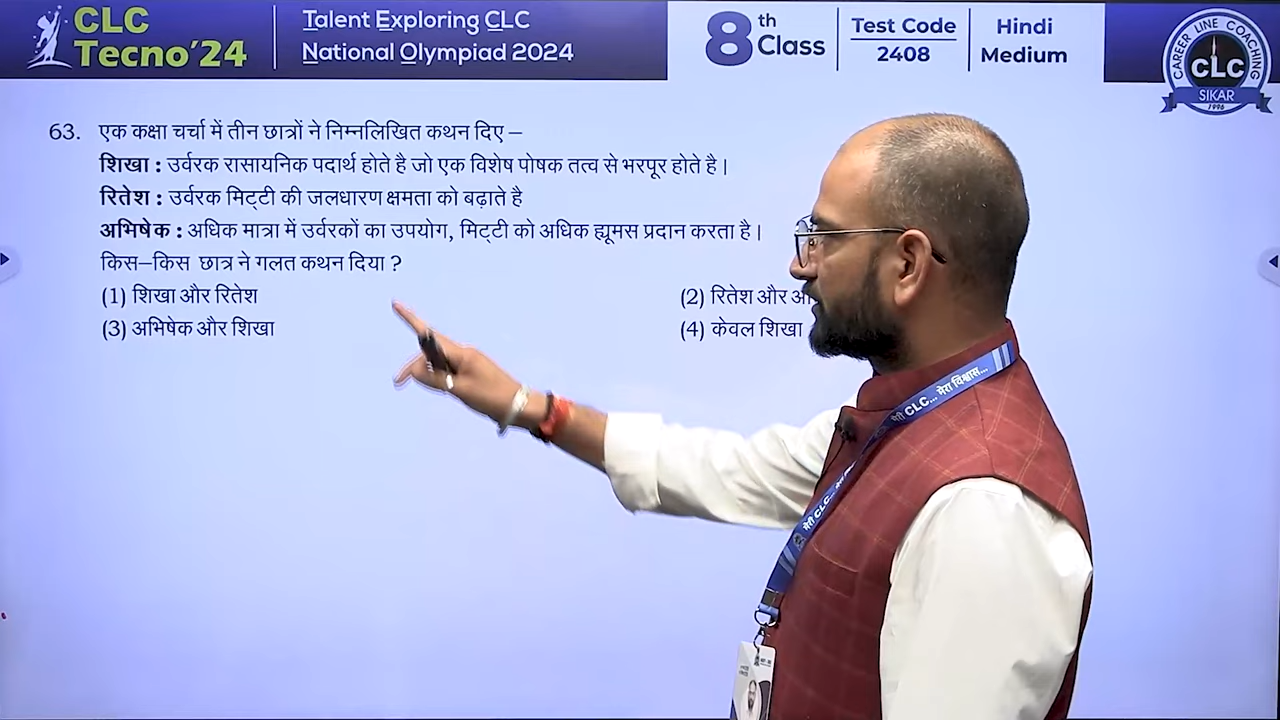 CLC
Tecno'24
Talent Exploring CLC
National Olympiad 2024
8th Class
Test Code
2408
Hindi
Medium
CAREER LINE COACHING
CLC
SIKAR
1996
63. एक कक्षा चर्चा में तीन छात्रों ने निम्नलिखित कथन दिए –
शिखा : उर्वरक रासायनिक पदार्थ होते है जो एक विशेष पोषक तत्व से भरपूर होते है।
रितेश : उर्वरक मिट्टी की जलधारण क्षमता को बढ़ाते है
अभिषेक : अधिक मात्रा में उर्वरकों का उपयोग, मिट्टी को अधिक ह्यूमस प्रदान करता है।
किस–किस छात्र ने गलत कथन दिया ?
(1) शिखा और रितेश
(2) रितेश और
(3) अभिषेक और शिखा
(4) केवल शिखा
मेरी CLC... मेरा विश्वास...
मेरी CLC...